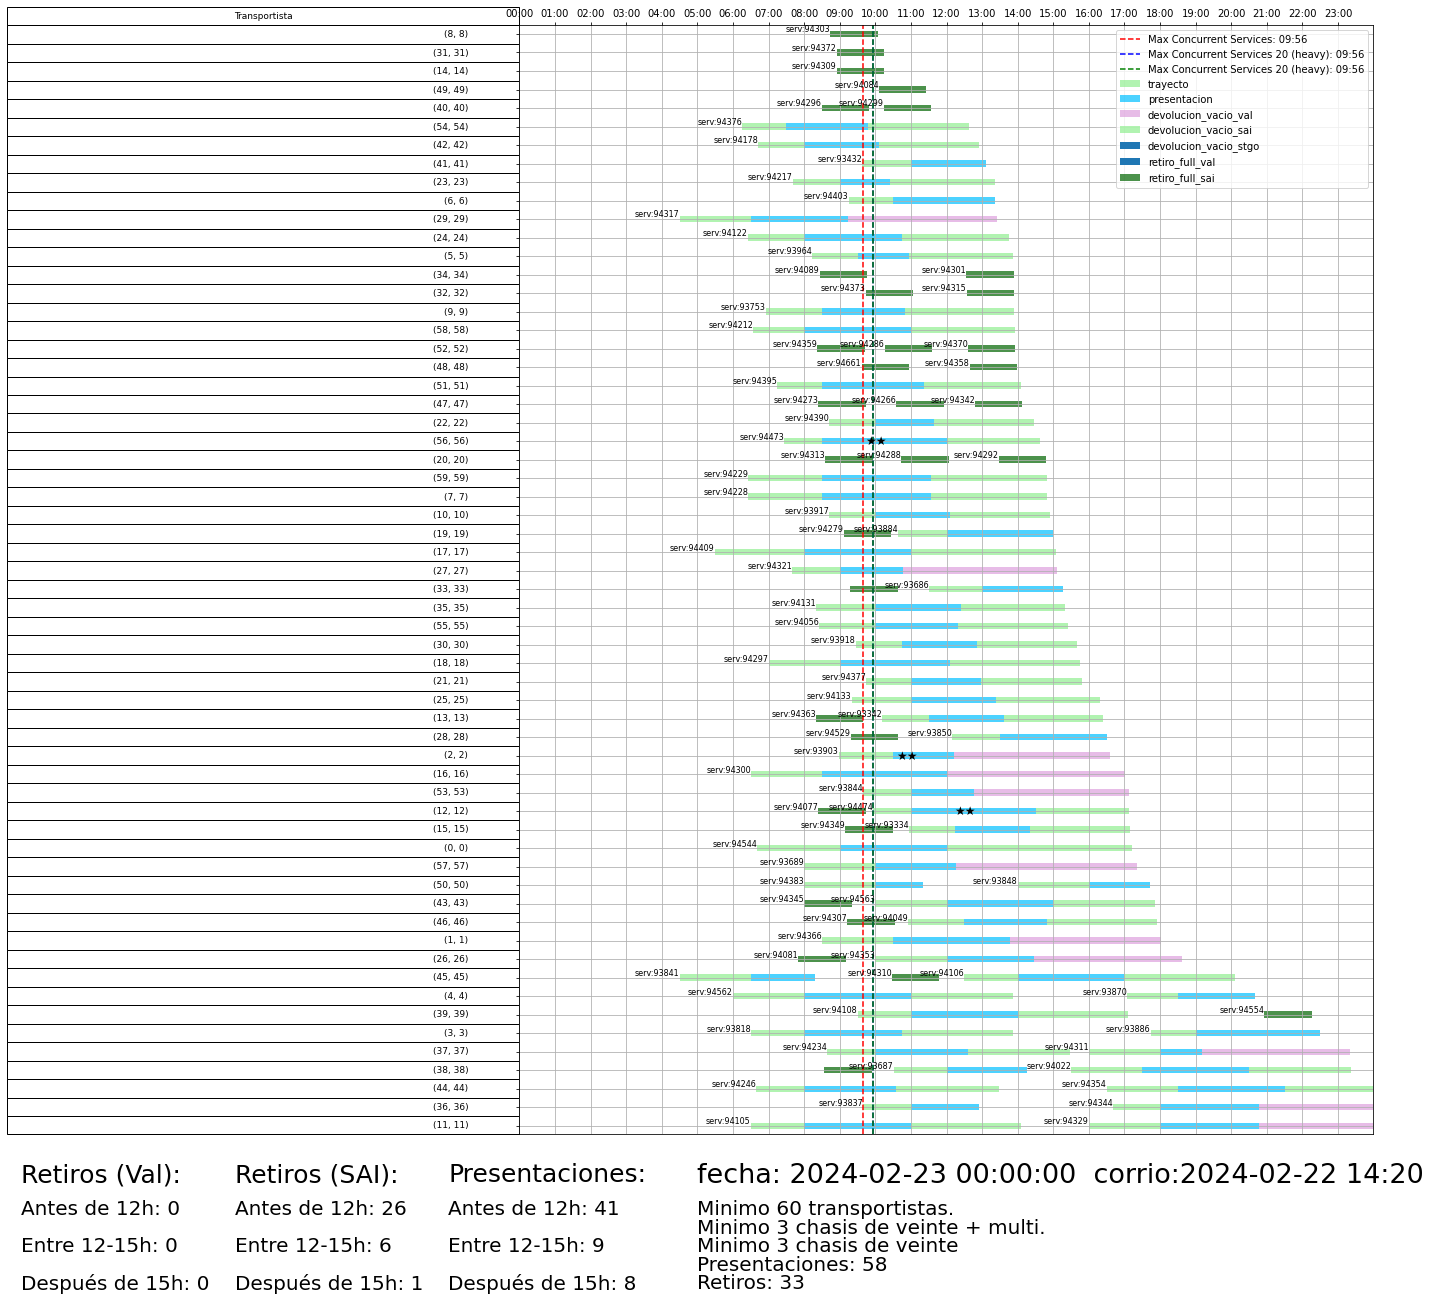 Transportista
00:00 01:00 02:00 03:00 04:00 05:00 06:00 07:00 08:00 09:00 10:00 11:00 12:00 13:00 14:00 15:00 16:00 17:00 18:00 19:00 20:00 21:00 22:00 23:00
Max Concurrent Services: 09:56
Max Concurrent Services 20 (heavy): 09:56
Max Concurrent Services 20 (heavy): 09:56
trayecto
presentacion
devolucion_vacio_val
devolucion_vacio_sai
devolucion_vacio_stgo
retiro_full_val
retiro_full_sai
(8, 8) serv:94303
(31, 31) serv:94372
(14, 14) serv:94309
(49, 49) serv:94084
(40, 40) serv:94296 serv:94299
(54, 54) serv:94376
(42, 42) serv:94178
(41, 41) serv:93432
(23, 23) serv:94217
(6, 6) serv:94403
(29, 29) serv:94317
(24, 24) serv:94122
(5, 5) serv:93964
(34, 34) serv:94089 serv:94301
(32, 32) serv:94373 serv:94315
(9, 9) serv:93753
(58, 58) serv:94212
(52, 52) serv:94359 serv:94286 serv:94370
(48, 48) serv:94661 serv:94358
(51, 51) serv:94395
(47, 47) serv:94273 serv:94266 serv:94342
(22, 22) serv:94390
(56, 56) serv:94473
(20, 20) serv:94313 serv:94288 serv:94292
(59, 59) serv:94229
(7, 7) serv:94228
(10, 10) serv:93917
(19, 19) serv:94279 serv:93884
(17, 17) serv:94409
(27, 27) serv:94321
(33, 33) serv:93686
(35, 35) serv:94131
(55, 55) serv:94056
(30, 30) serv:93918
(18, 18) serv:94297
(21, 21) serv:94377
(25, 25) serv:94133
(13, 13) serv:94363 serv:93342
(28, 28) serv:94529 serv:93850
(2, 2) serv:93903
(16, 16) serv:94300
(53, 53) serv:93844
(12, 12) serv:94077 serv:94474
(15, 15) serv:94349 serv:93334
(0, 0) serv:94544
(57, 57) serv:93689
(50, 50) serv:94383 serv:93848
(43, 43) serv:94345 serv:94563
(46, 46) serv:94307 serv:94049
(1, 1) serv:94366
(26, 26) serv:94081 serv:94353
(45, 45) serv:93841 serv:94310 serv:94106
(4, 4) serv:94562 serv:93870
(39, 39) serv:94108 serv:94554
(3, 3) serv:93818 serv:93886
(37, 37) serv:94234 serv:94311
(38, 38) serv:93687 serv:94022
(44, 44) serv:94246 serv:94354
(36, 36) serv:93837 serv:94344
(11, 11) serv:94105 serv:94329
Retiros (Val):
Antes de 12h: 0
Entre 12-15h: 0
Después de 15h: 0
Retiros (SAI):
Antes de 12h: 26
Entre 12-15h: 6
Después de 15h: 1
Presentaciones:
Antes de 12h: 41
Entre 12-15h: 9
Después de 15h: 8
fecha: 2024-02-23 00:00:00 corrio:2024-02-22 14:20
Minimo 60 transportistas.
Minimo 3 chasis de veinte + multi.
Minimo 3 chasis de veinte
Presentaciones: 58
Retiros: 33